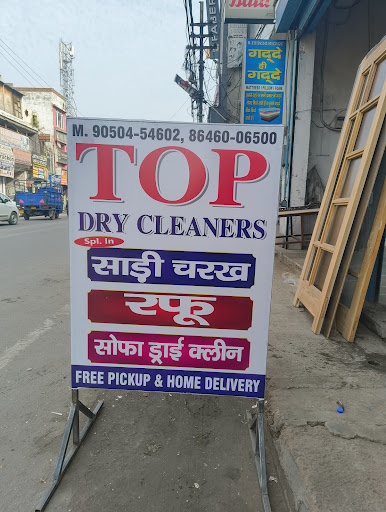 गद्दे
ही
गद्दे
M. 90504-54602, 86460-06500
TOP
DRY CLEANERS
Spl. In
साड़ी चरख
रफू
सोफा ड्राई क्लीन
FREE PICKUP & HOME DELIVERY